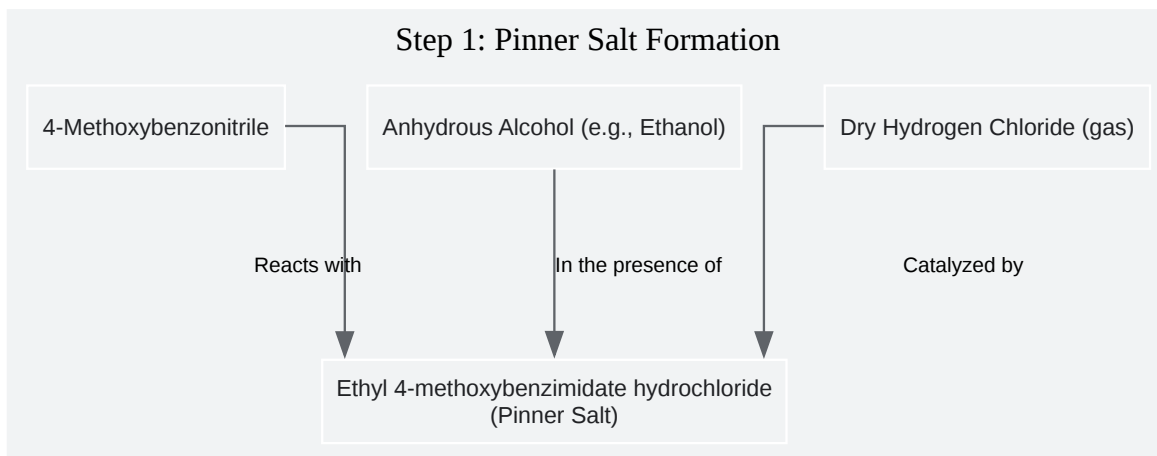 Step 1: Pinner Salt Formation
4-Methoxybenzonitrile
Anhydrous Alcohol (e.g., Ethanol)
Dry Hydrogen Chloride (gas)
Reacts with
In the presence of
Catalyzed by
Ethyl 4-methoxybenzimidate hydrochloride
(Pinner Salt)